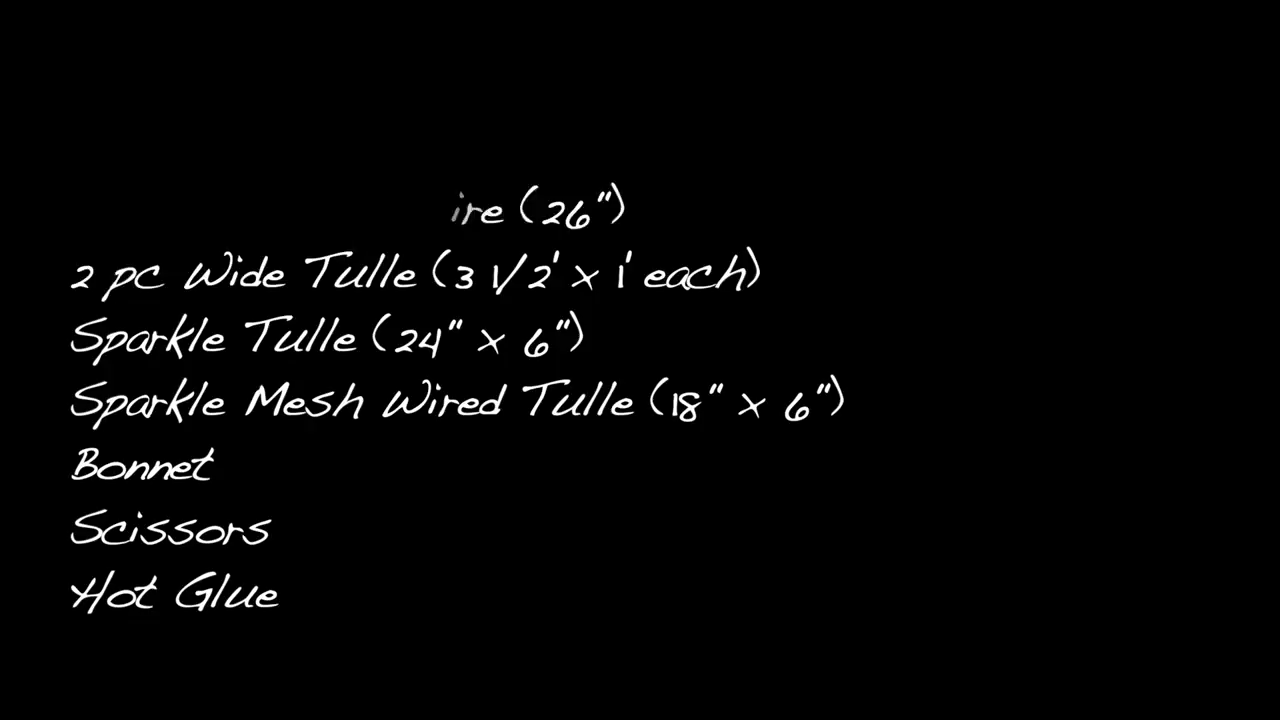 ire (26")
2 pc Wide Tulle (3 1/2' x 1' each)
Sparkle Tulle (24" x 6")
Sparkle Mesh Wired Tulle (18" x 6")
Bonnet
Scissors
Hot Glue